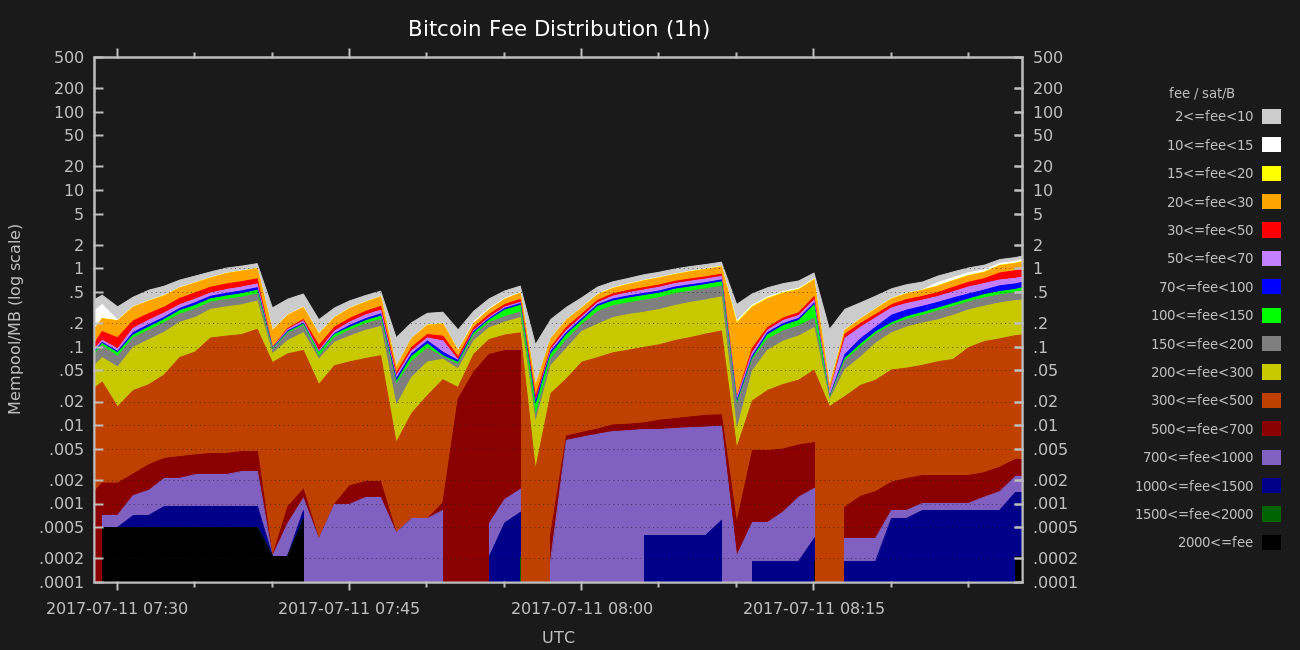 Bitcoin Fee Distribution (1h)
500 500
200 200
100 100
50 50
20 20
10 10
5 5
2 2
1 1
.5 .5
.2 .2
.1 .1
.05 .05
.02 .02
.01 .01
.005 .005
.002 .002
.001 .001
.0005 .0005
.0002 .0002
.0001 .0001
Mempool/MB (log scale)
2017-07-11 07:30 2017-07-11 07:45 2017-07-11 08:00 2017-07-11 08:15
UTC
fee / sat/B
2<=fee<10
10<=fee<15
15<=fee<20
20<=fee<30
30<=fee<50
50<=fee<70
70<=fee<100
100<=fee<150
150<=fee<200
200<=fee<300
300<=fee<500
500<=fee<700
700<=fee<1000
1000<=fee<1500
1500<=fee<2000
2000<=fee